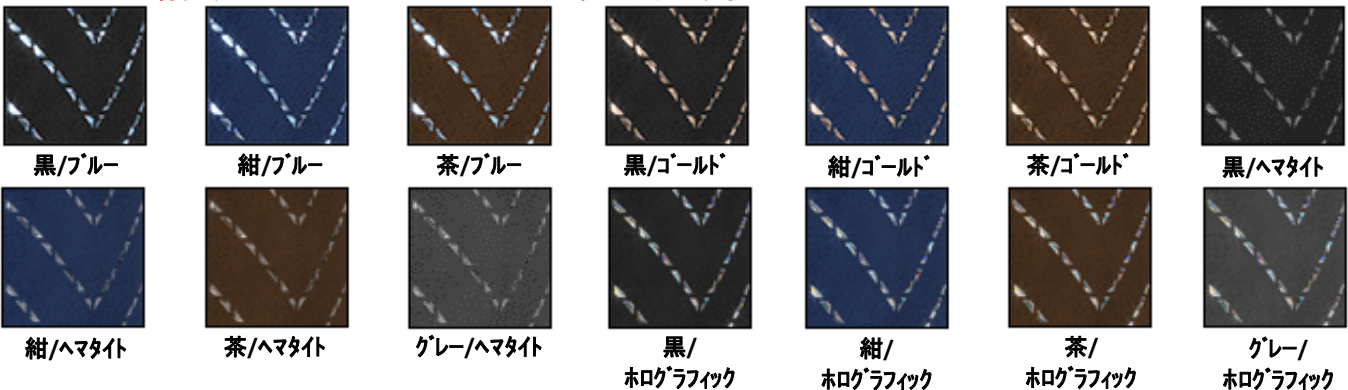 黒/ブルー
紺/ブルー
茶/ブルー
黒/ゴールド
紺/ゴールド
茶/ゴールド
黒/ヘマタイト
紺/ヘマタイト
茶/ヘマタイト
グレー/ヘマタイト
黒/
ホログラフィック
紺/
ホログラフィック
茶/
ホログラフィック
グレー/
ホログラフィック